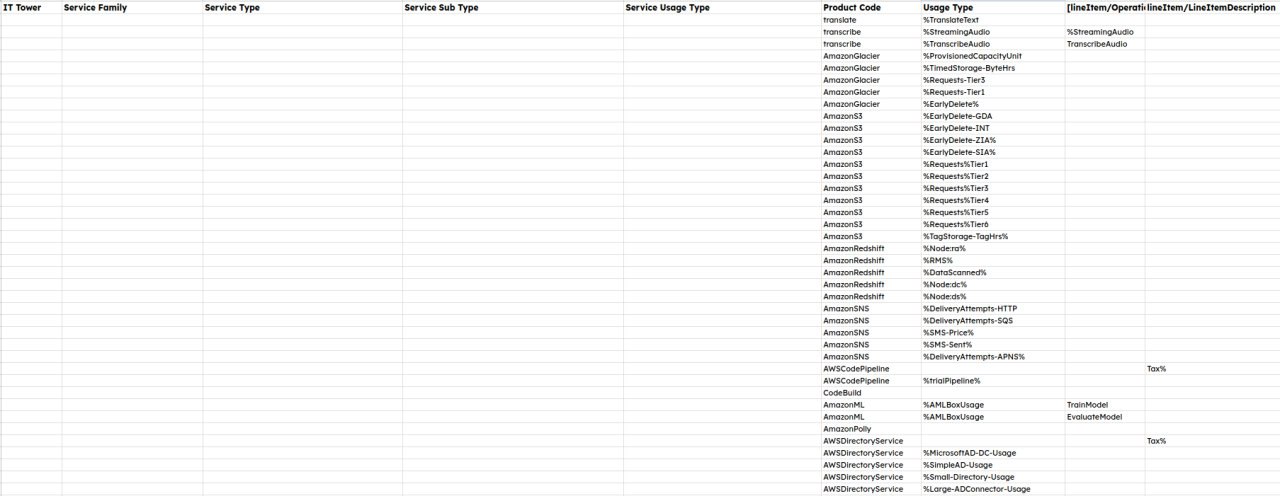 IT Tower Service Family Service Type Service Sub Type Service Usage Type Product Code Usage Type [lineItem/Operati lineItem/LineItemDescription
translate %TranslateText
transcribe %StreamingAudio %StreamingAudio
transcribe %TranscribeAudio TranscribeAudio
AmazonGlacier %ProvisionedCapacityUnit
AmazonGlacier %TimedStorage-ByteHrs
AmazonGlacier %Requests-Tier3
AmazonGlacier %Requests-Tier1
AmazonGlacier %EarlyDelete%
AmazonS3 %EarlyDelete-GDA
AmazonS3 %EarlyDelete-INT
AmazonS3 %EarlyDelete-ZIA%
AmazonS3 %EarlyDelete-SIA%
AmazonS3 %Requests%Tier1
AmazonS3 %Requests%Tier2
AmazonS3 %Requests%Tier3
AmazonS3 %Requests%Tier4
AmazonS3 %Requests%Tier5
AmazonS3 %Requests%Tier6
AmazonS3 %TagStorage-TagHrs%
AmazonRedshift %Node:ra%
AmazonRedshift %RMS%
AmazonRedshift %DataScanned%
AmazonRedshift %Node:dc%
AmazonRedshift %Node:ds%
AmazonSNS %DeliveryAttempts-HTTP
AmazonSNS %DeliveryAttempts-SQS
AmazonSNS %SMS-Price%
AmazonSNS %SMS-Sent%
AmazonSNS %DeliveryAttempts-APNS%
AWSCodePipeline Tax%
AWSCodePipeline %trialPipeline%
CodeBuild
AmazonML %AMLBoxUsage TrainModel
AmazonML %AMLBoxUsage EvaluateModel
AmazonPolly
AWSDirectoryService Tax%
AWSDirectoryService %MicrosoftAD-DC-Usage
AWSDirectoryService %SimpleAD-Usage
AWSDirectoryService %Small-Directory-Usage
AWSDirectoryService %Large-ADConnector-Usage